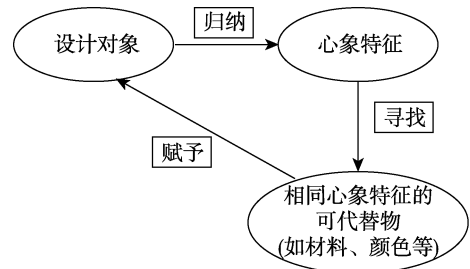 归纳
设计对象
心象特征
寻找
赋予
相同心象特征的
可代替物
(如材料、颜色等)